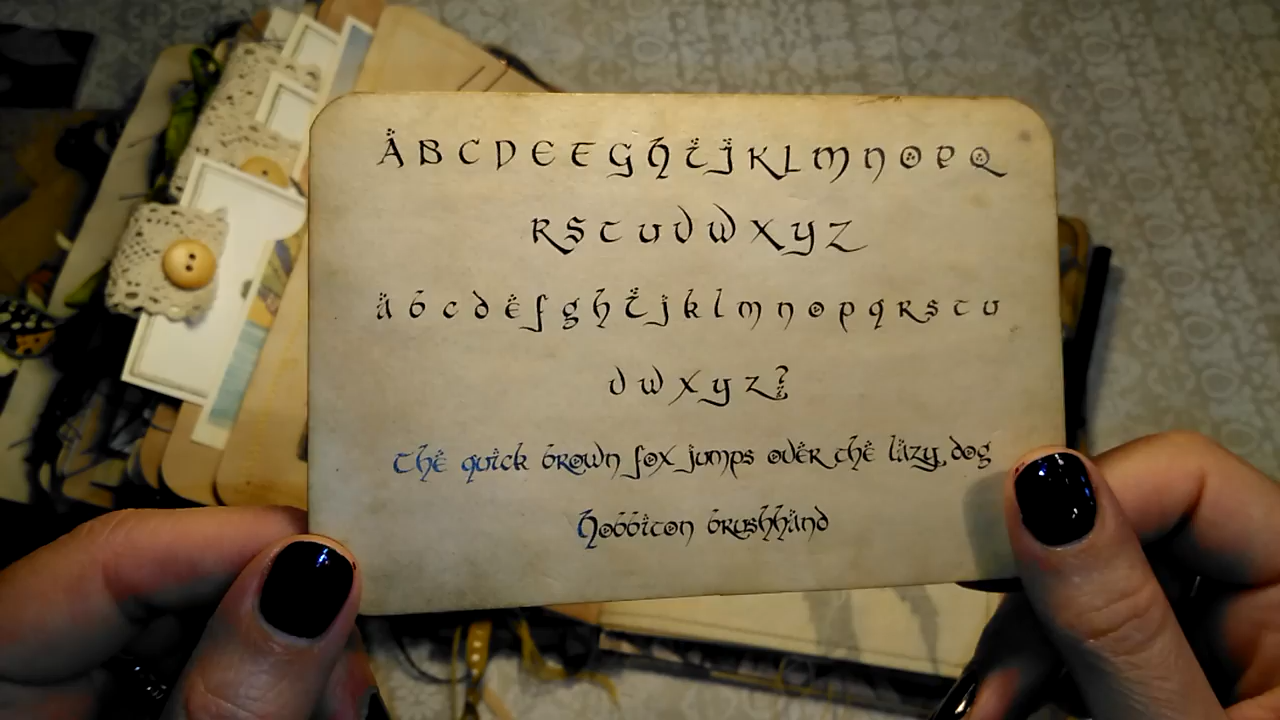 A B C D E F G H I J K L M N O P Q
R S T U V W X Y Z
a b c d e f g h i j k l m n o p q r s t u
v w x y z ?
The quick brown fox jumps over the lazy dog
Hobbiton brushhand